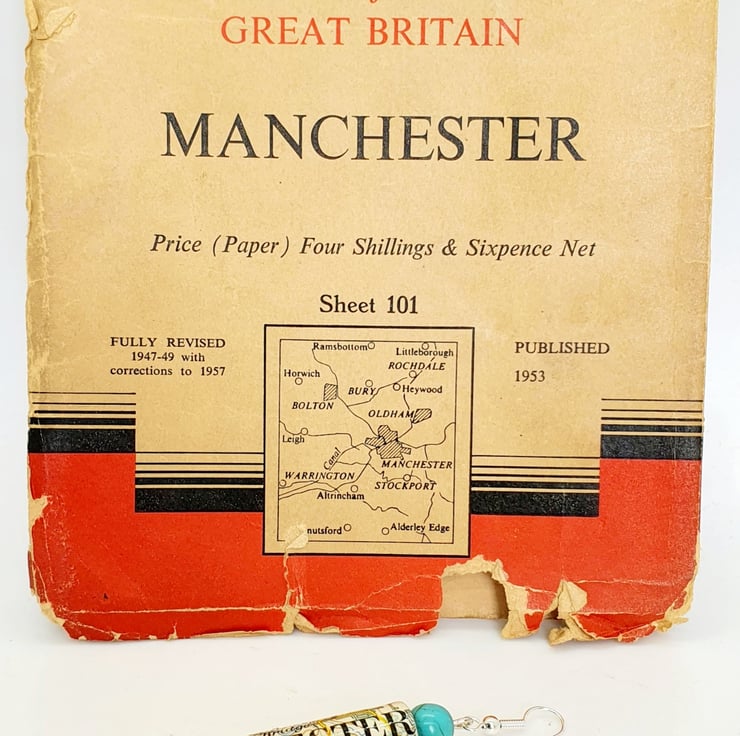 GREAT BRITAIN
MANCHESTER
Price (Paper) Four Shillings & Sixpence Net
Sheet 101
FULLY REVISED
1947-49 with
corrections to 1957
PUBLISHED
1953
Ramsbottom
Littleborough
ROCHDALE
Horwich
BURY
Heywood
BOLTON
OLDHAM
Leigh
Canal
MANCHESTER
WARRINGTON
STOCKPORT
Altrincham
nutsford
Alderley Edge
STER